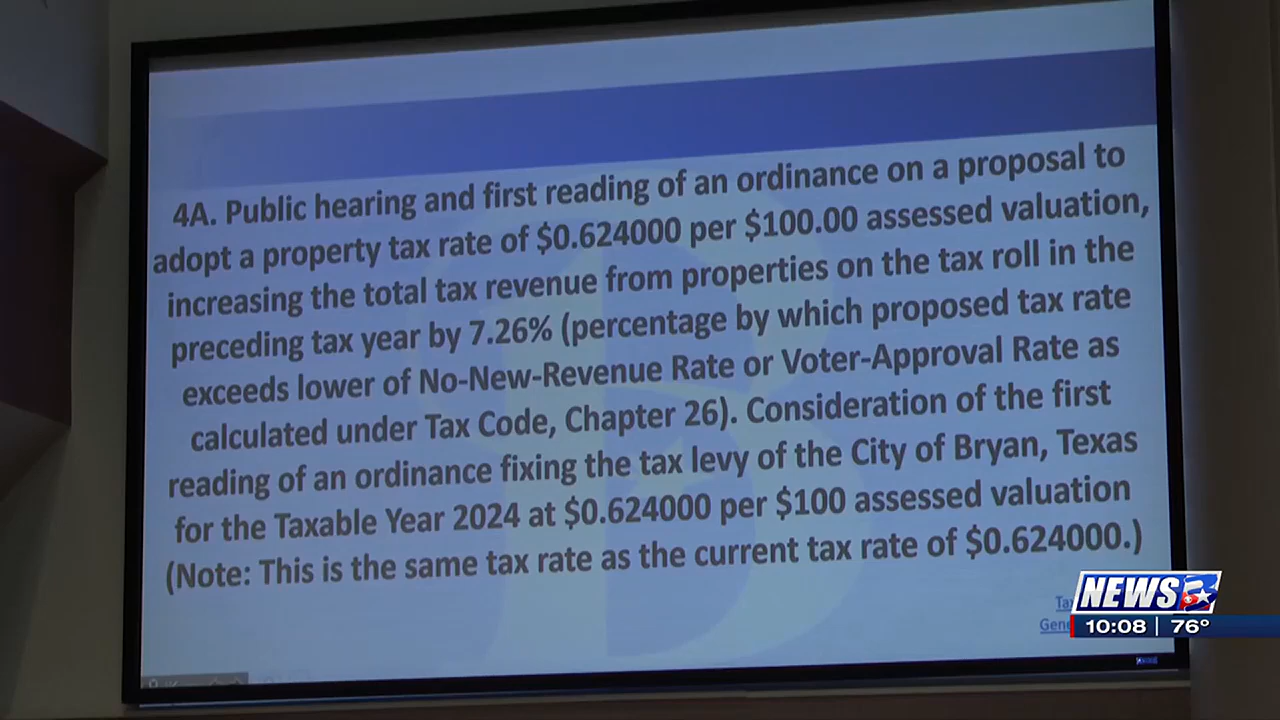 4A. Public hearing and first reading of an ordinance on a proposal to
adopt a property tax rate of $0.624000 per $100.00 assessed valuation,
increasing the total tax revenue from properties on the tax roll in the
preceding tax year by 7.26% (percentage by which proposed tax rate
exceeds lower of No-New-Revenue Rate or Voter-Approval Rate as
calculated under Tax Code, Chapter 26). Consideration of the first
reading of an ordinance fixing the tax levy of the City of Bryan, Texas
for the Taxable Year 2024 at $0.624000 per $100 assessed valuation
(Note: This is the same tax rate as the current tax rate of $0.624000.)
NEWS
10:08 | 76°